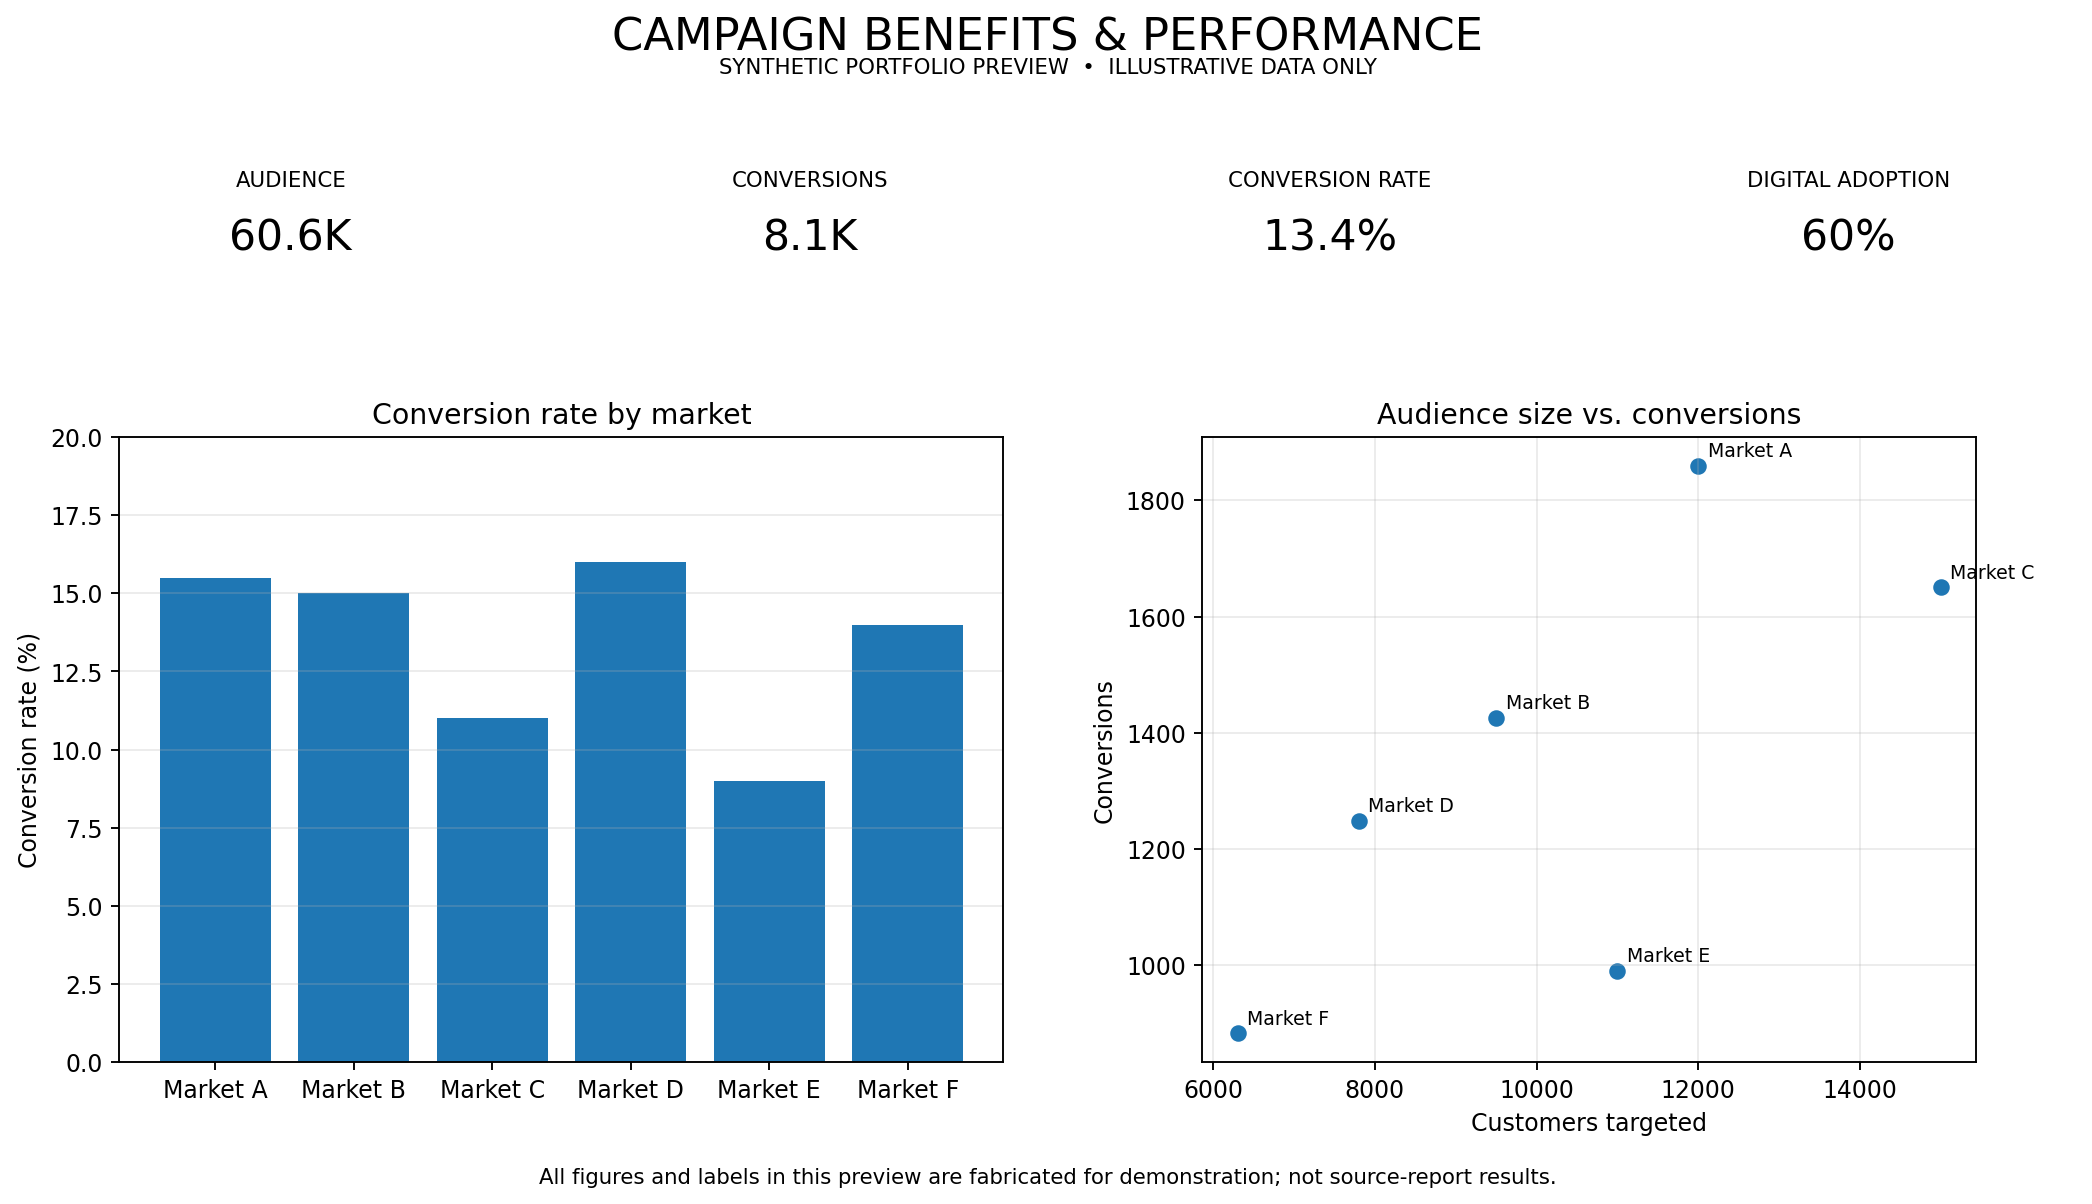 CAMPAIGN BENEFITS & PERFORMANCE
SYNTHETIC PORTFOLIO PREVIEW • ILLUSTRATIVE DATA ONLY
AUDIENCE
60.6K
CONVERSIONS
8.1K
CONVERSION RATE
13.4%
DIGITAL ADOPTION
60%
Conversion rate by market
Conversion rate (%)
20.0
17.5
15.0
12.5
10.0
7.5
5.0
2.5
0.0
Market A Market B Market C Market D Market E Market F
Audience size vs. conversions
Conversions
1800
1600
1400
1200
1000
Market A
Market C
Market B
Market D
Market E
Market F
6000 8000 10000 12000 14000
Customers targeted
All figures and labels in this preview are fabricated for demonstration; not source-report results.